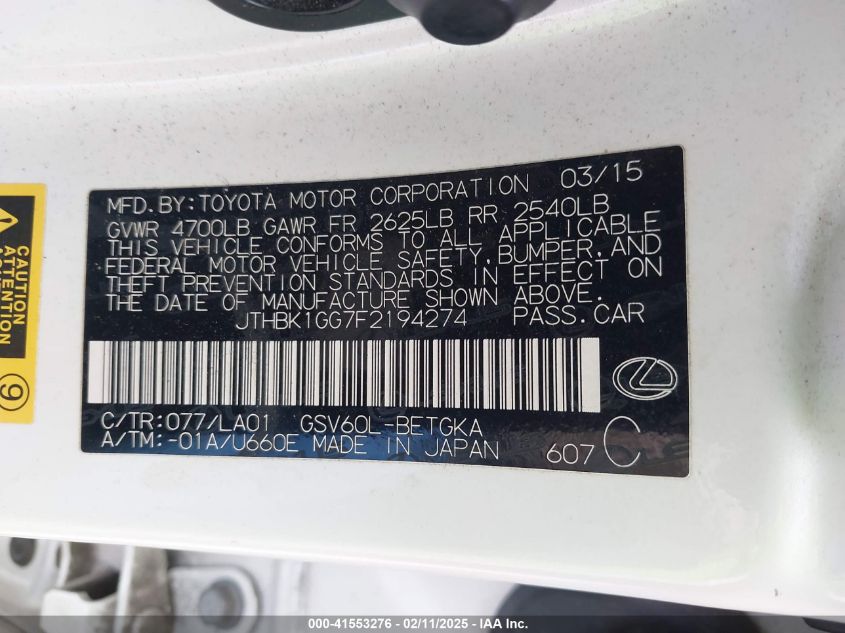 MFD. BY: TOYOTA MOTOR CORPORATION 03/15
GVWR 4700LB GAWR FR 2625LB RR 2540LB
THIS VEHICLE CONFORMS TO ALL APPLICABLE
FEDERAL MOTOR VEHICLE SAFETY, BUMPER, AND
THEFT PREVENTION STANDARDS IN EFFECT ON
THE DATE OF MANUFACTURE SHOWN ABOVE.
JTHBK1GG7F2194274 PASS. CAR
C/TR: 077/LA01 GSV60L-BETGKA
A/TM: -01A/U660E MADE IN JAPAN 607 C
CAUTION
ATTENTION
9
000-41553276 - 02/11/2025 - IAA Inc.